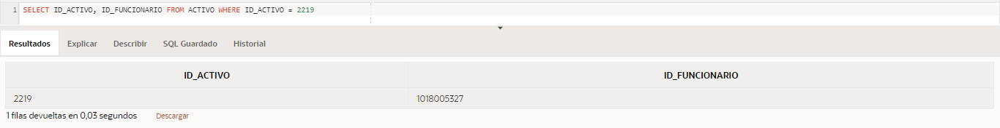 1 SELECT ID_ACTIVO, ID_FUNCIONARIO FROM ACTIVO WHERE ID_ACTIVO = 2219
Resultados Explicar Describir SQL Guardado Historial
ID_ACTIVO ID_FUNCIONARIO
2219 1018005327
1 filas devueltas en 0,03 segundos Descargar